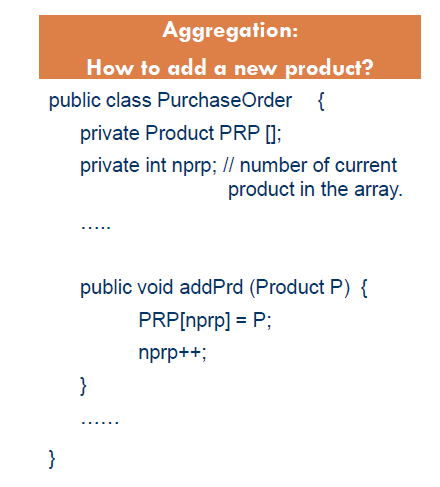 Aggregation:
How to add a new product?
public class PurchaseOrder {
private Product PRP [];
private int nprp; // number of current
product in the array.
.....
public void addPrd (Product P) {
PRP[nprp] = P;
nprp++;
}
......
}